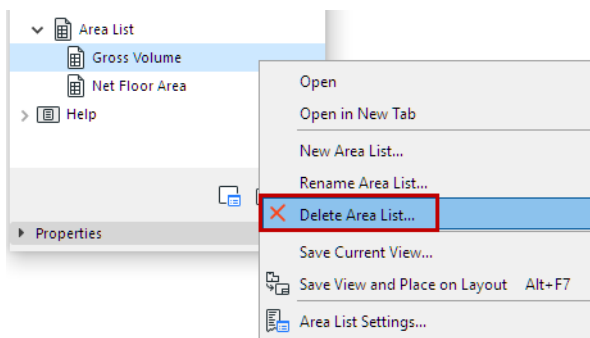 Area List
Gross Volume
Net Floor Area
Help
Properties
Open
Open in New Tab
New Area List...
Rename Area List...
Delete Area List...
Save Current View...
Save View and Place on Layout Alt+F7
Area List Settings...